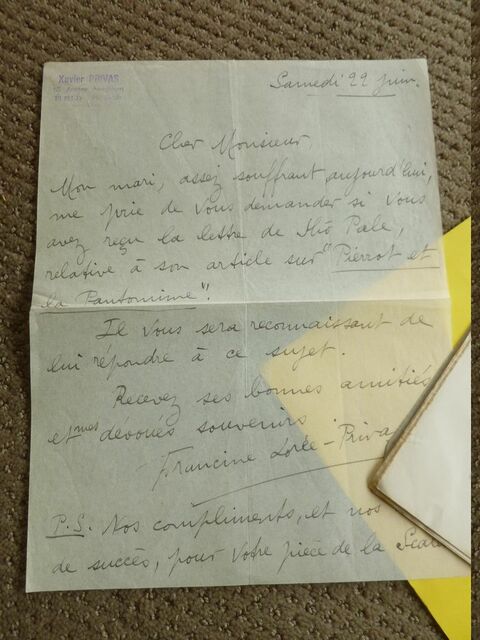 Xavier PRIVAS
Samedi 22 juin.
Cher Monsieur
Mon mari, assez souffrant aujourd'hui,
me prie de vous demander si vous
avez reçu la lettre de Pale,
relative à son article sur "Pierrot et
la Pantomime".
Il vous sera reconnaissant de
lui répondre à ce sujet.
Recevez ses bonnes amitiés
et mes dévoués souvenirs
Francine Lorée-Priva
P.S. Nos compliments, et nos
de succès, pour votre pièce de la